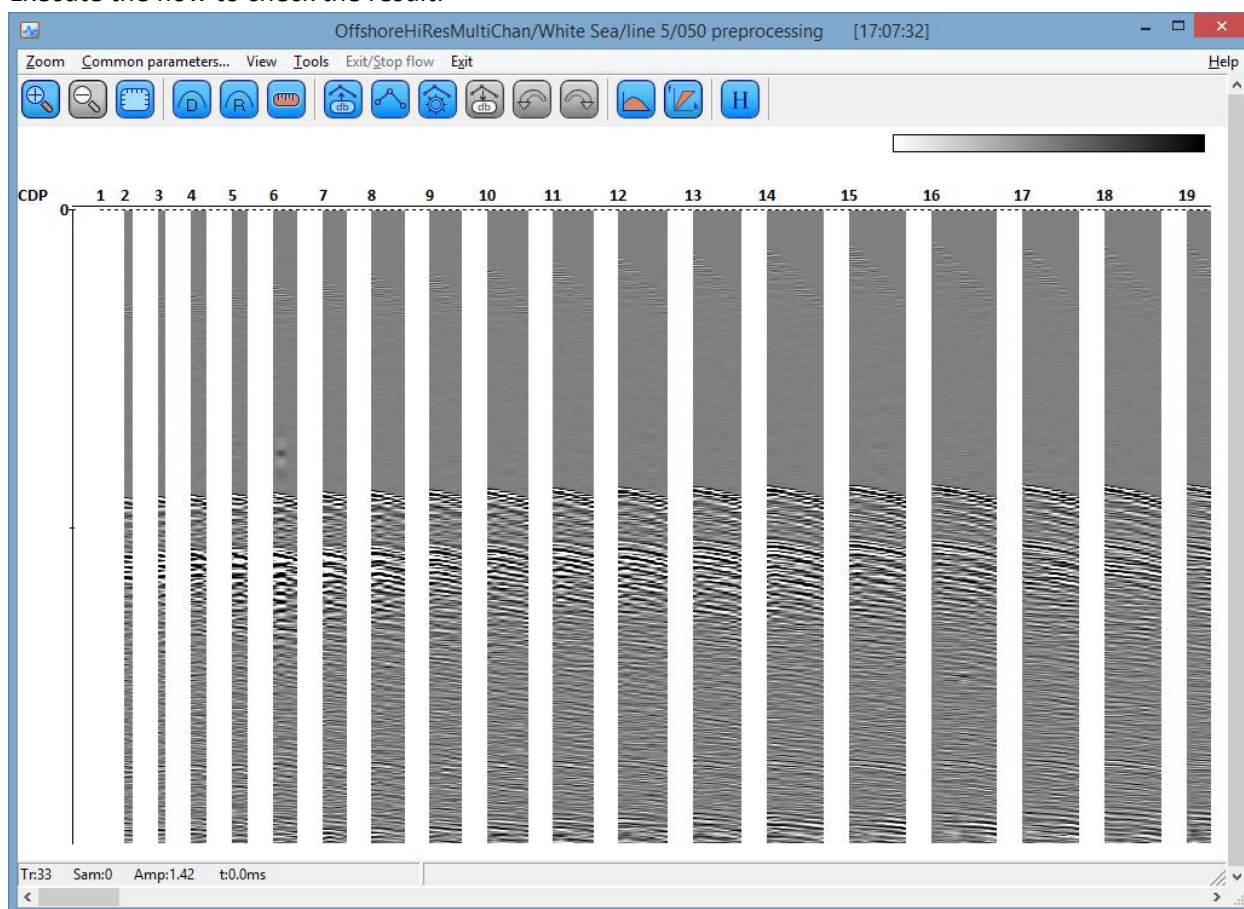 Execute the flow to check the result.
OffshoreHiResMultiChan/White Sea/line 5/050 preprocessing [17:07:32]
Zoom Common parameters... View Tools Exit/Stop flow Exit Help
D R db db f k H
CDP 1 2 3 4 5 6 7 8 9 10 11 12 13 14 15 16 17 18 19
0
Tr:33 Sam:0 Amp:1.42 t:0.0ms